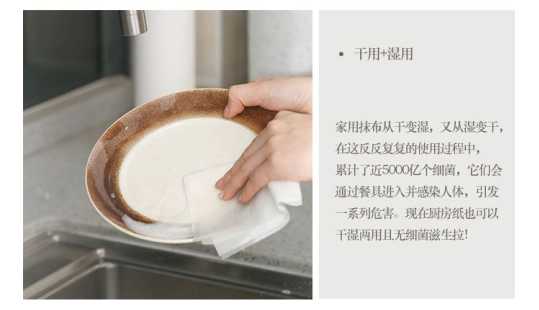 • 干用+湿用
家用抹布从干变湿，又从湿变干，
在这反反复复的使用过程中，
累计了近5000亿个细菌，它们会
通过餐具进入并感染人体，引发
一系列危害。现在厨房纸也可以
干湿两用且无细菌滋生拉!